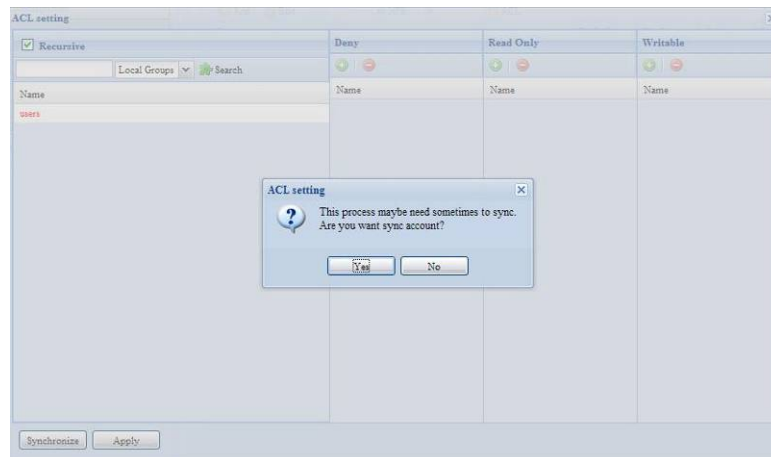 ACL setting
Recursive
Deny
Read Only
Writable
Local Groups
Search
Name
Name
Name
Name
users
ACL setting
This process maybe need sometimes to sync.
Are you want sync account?
Yes
No
Synchronize
Apply